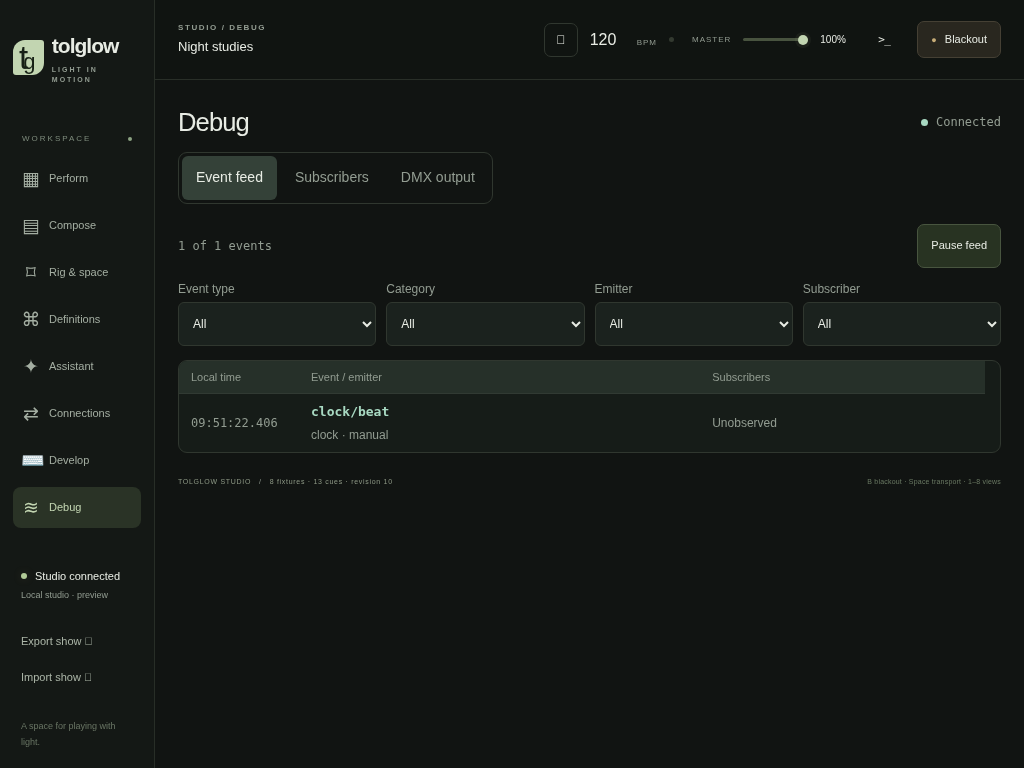 tolglow
LIGHT IN
MOTION
WORKSPACE
Perform
Compose
Rig & space
Definitions
Assistant
Connections
Develop
Debug
Studio connected
Local studio · preview
Export show
Import show
A space for playing with
light.
STUDIO / DEBUG
Night studies
120 BPM
MASTER 100%
>_
Blackout
Debug
Connected
Event feed Subscribers DMX output
1 of 1 events
Pause feed
Event type Category Emitter Subscriber
All All All All
Local time Event / emitter Subscribers
09:51:22.406 clock/beat Unobserved
clock · manual
TOLGLOW STUDIO / 8 fixtures · 13 cues · revision 10
B blackout · Space transport · 1–8 views